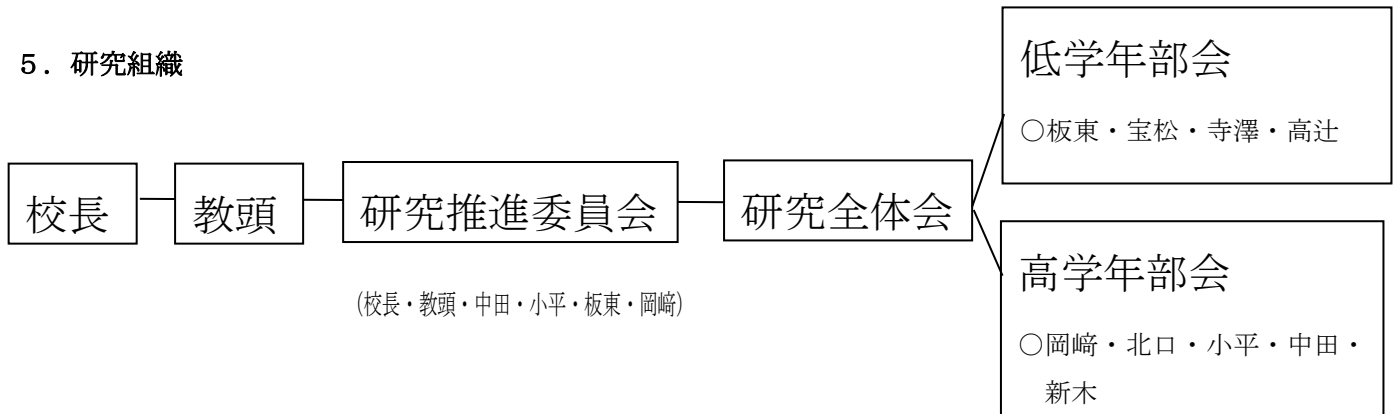 ５．研究組織
校長
教頭
研究推進委員会
(校長・教頭・中田・小平・板東・岡﨑)
研究全体会
低学年部会
○板東・宝松・寺澤・高辻
高学年部会
○岡﨑・北口・小平・中田・
新木